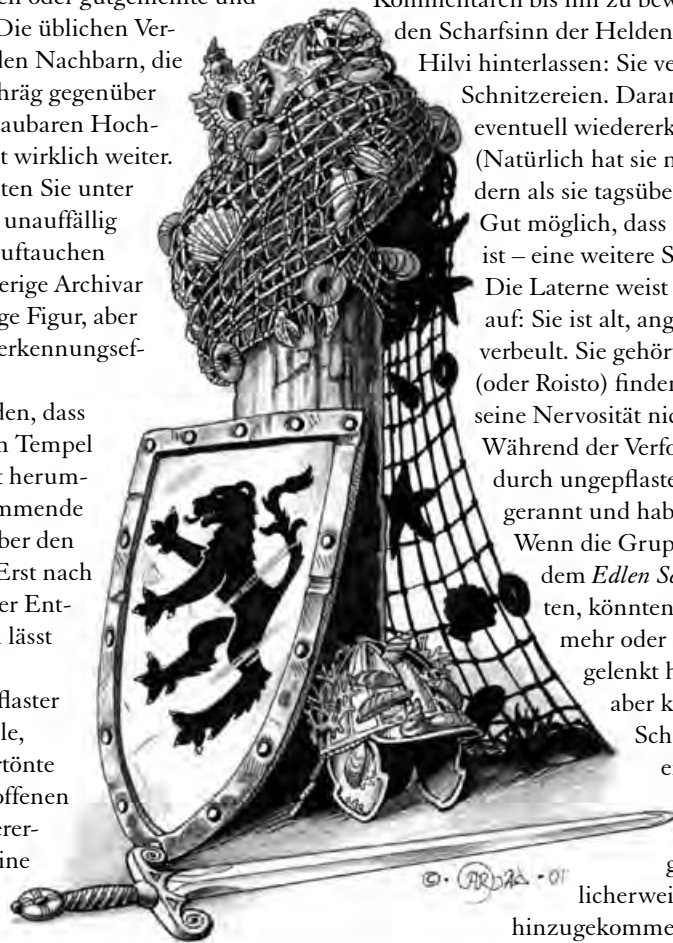 oder gutgemeinte und
Die üblichen Ver-
den Nachbarn, die
hräg gegenüber
aubaren Hoch-
t wirklich weiter.
ten Sie unter
unauffällig
uftauchen
erige Archivar
ge Figur, aber
erkennungsef-
den, dass
n Tempel
t herum-
mmende
ber den
Erst nach
er Ent-
lässt
flaster
le,
rtönte
offenen
erer-
ine
Kommentaren bis hin zu bew
den Scharfsinn der Helden
Hilvi hinterlassen: Sie ve
Schnitzereien. Daran
eventuell wiedererk
(Natürlich hat sie n
dern als sie tagsübe
Gut möglich, dass
ist – eine weitere S
Die Laterne weist
auf: Sie ist alt, ang
verbeult. Sie gehör
(oder Roisto) finden
seine Nervosität nic
Während der Verfo
durch ungepflaste
gerannt und hab
Wenn die Grup
dem Edlen Se
ten, könnten
mehr oder
gelenkt h
aber k
Sch
e
g
licherwei
hinzugekomme
©. ARPAD - 01